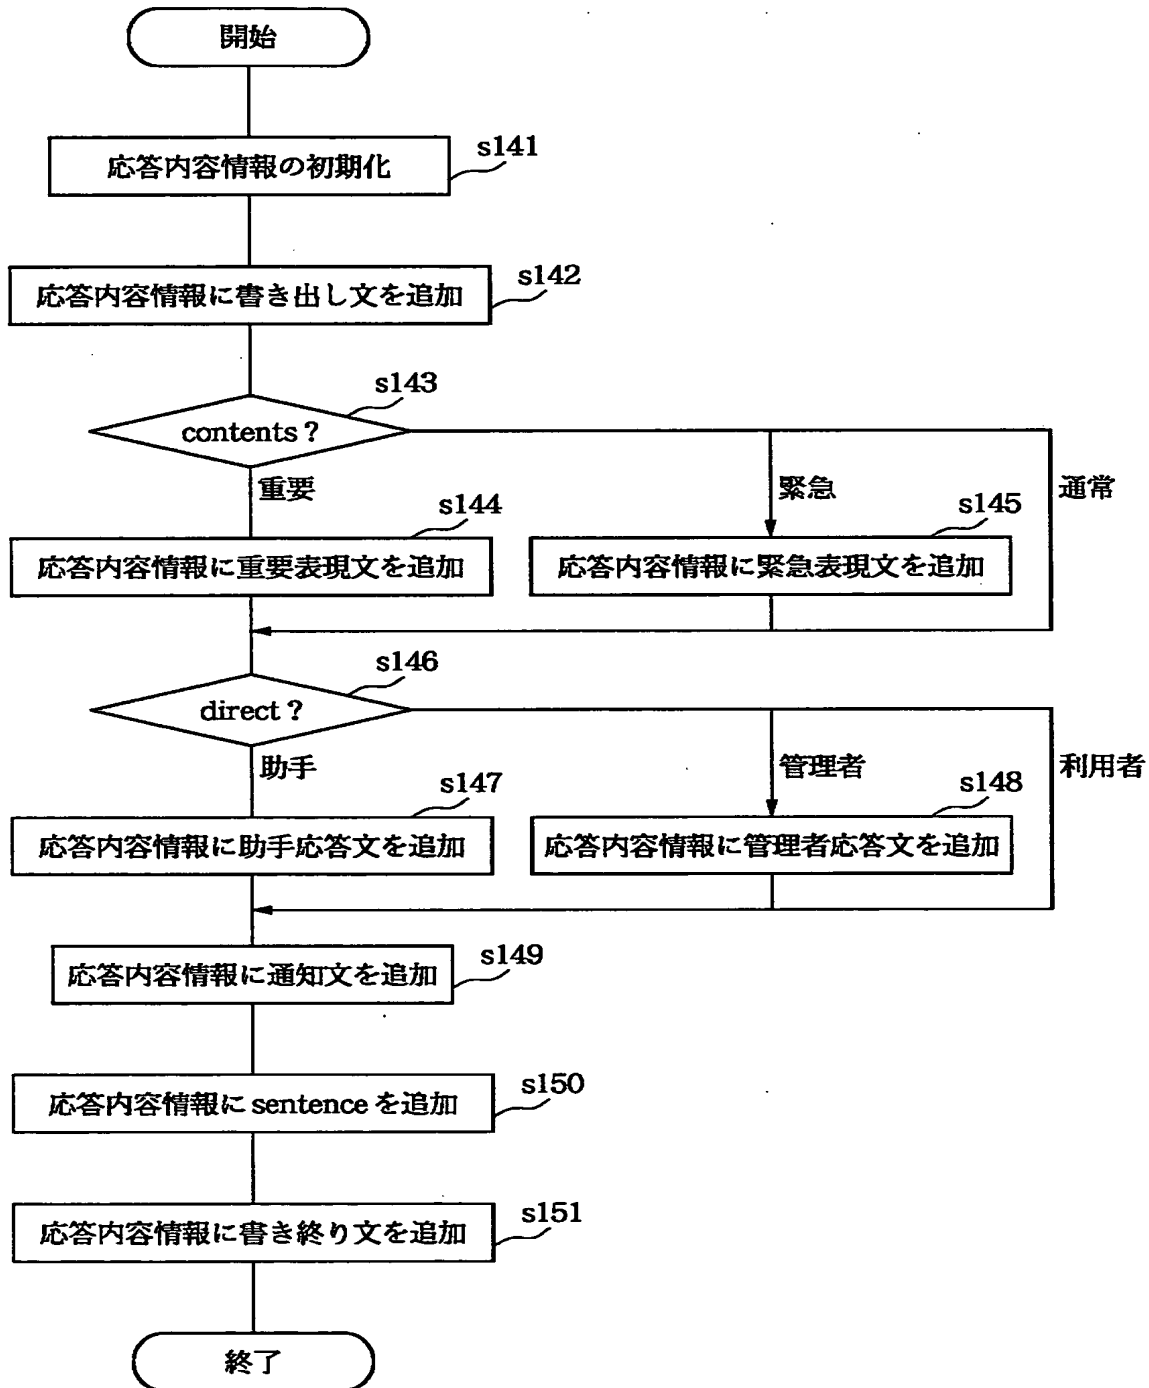 開始
s141
応答内容情報の初期化
s142
応答内容情報に書き出し文を追加
s143
contents ?
重要
緊急
通常
s144
応答内容情報に重要表現文を追加
s145
応答内容情報に緊急表現文を追加
s146
direct ?
助手
管理者
利用者
s147
応答内容情報に助手応答文を追加
s148
応答内容情報に管理者応答文を追加
s149
応答内容情報に通知文を追加
s150
応答内容情報に sentence を追加
s151
応答内容情報に書き終り文を追加
終了